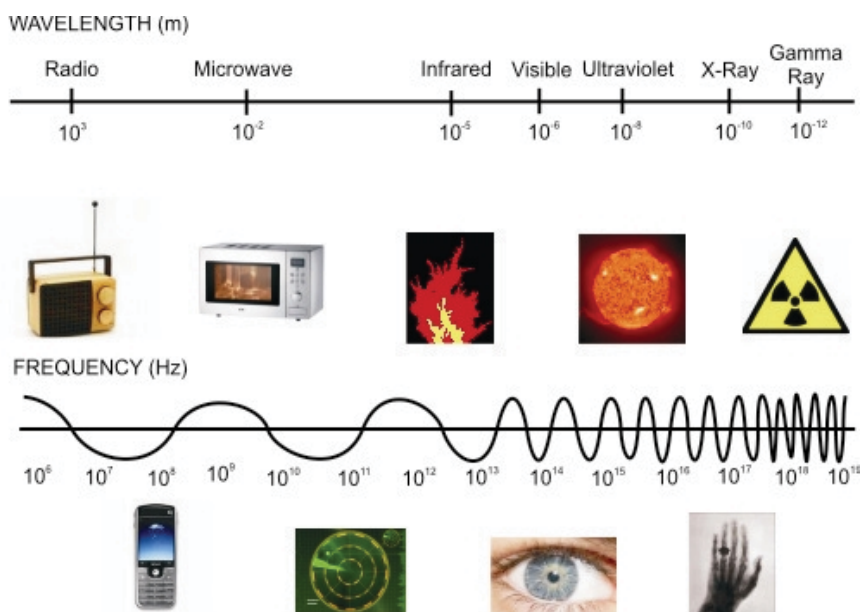 WAVELENGTH (m)
Radio Microwave Infrared Visible Ultraviolet X-Ray Gamma Ray
10³ 10⁻² 10⁻⁵ 10⁻⁶ 10⁻⁸ 10⁻¹⁰ 10⁻¹²
FREQUENCY (Hz)
10⁶ 10⁷ 10⁸ 10⁹ 10¹⁰ 10¹¹ 10¹² 10¹³ 10¹⁴ 10¹⁵ 10¹⁶ 10¹⁷ 10¹⁸ 10¹⁹